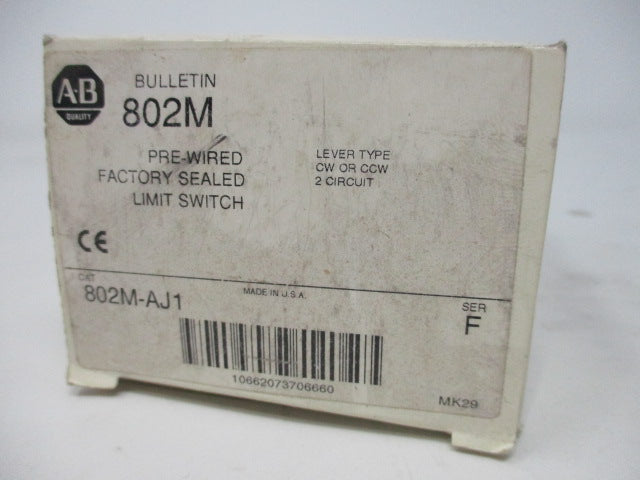 A-B
QUALITY
BULLETIN
802M
PRE-WIRED
FACTORY SEALED
LIMIT SWITCH
LEVER TYPE
CW OR CCW
2 CIRCUIT
CE
CAT
802M-AJ1
MADE IN U.S.A.
SER
F
10662073706660
MK29